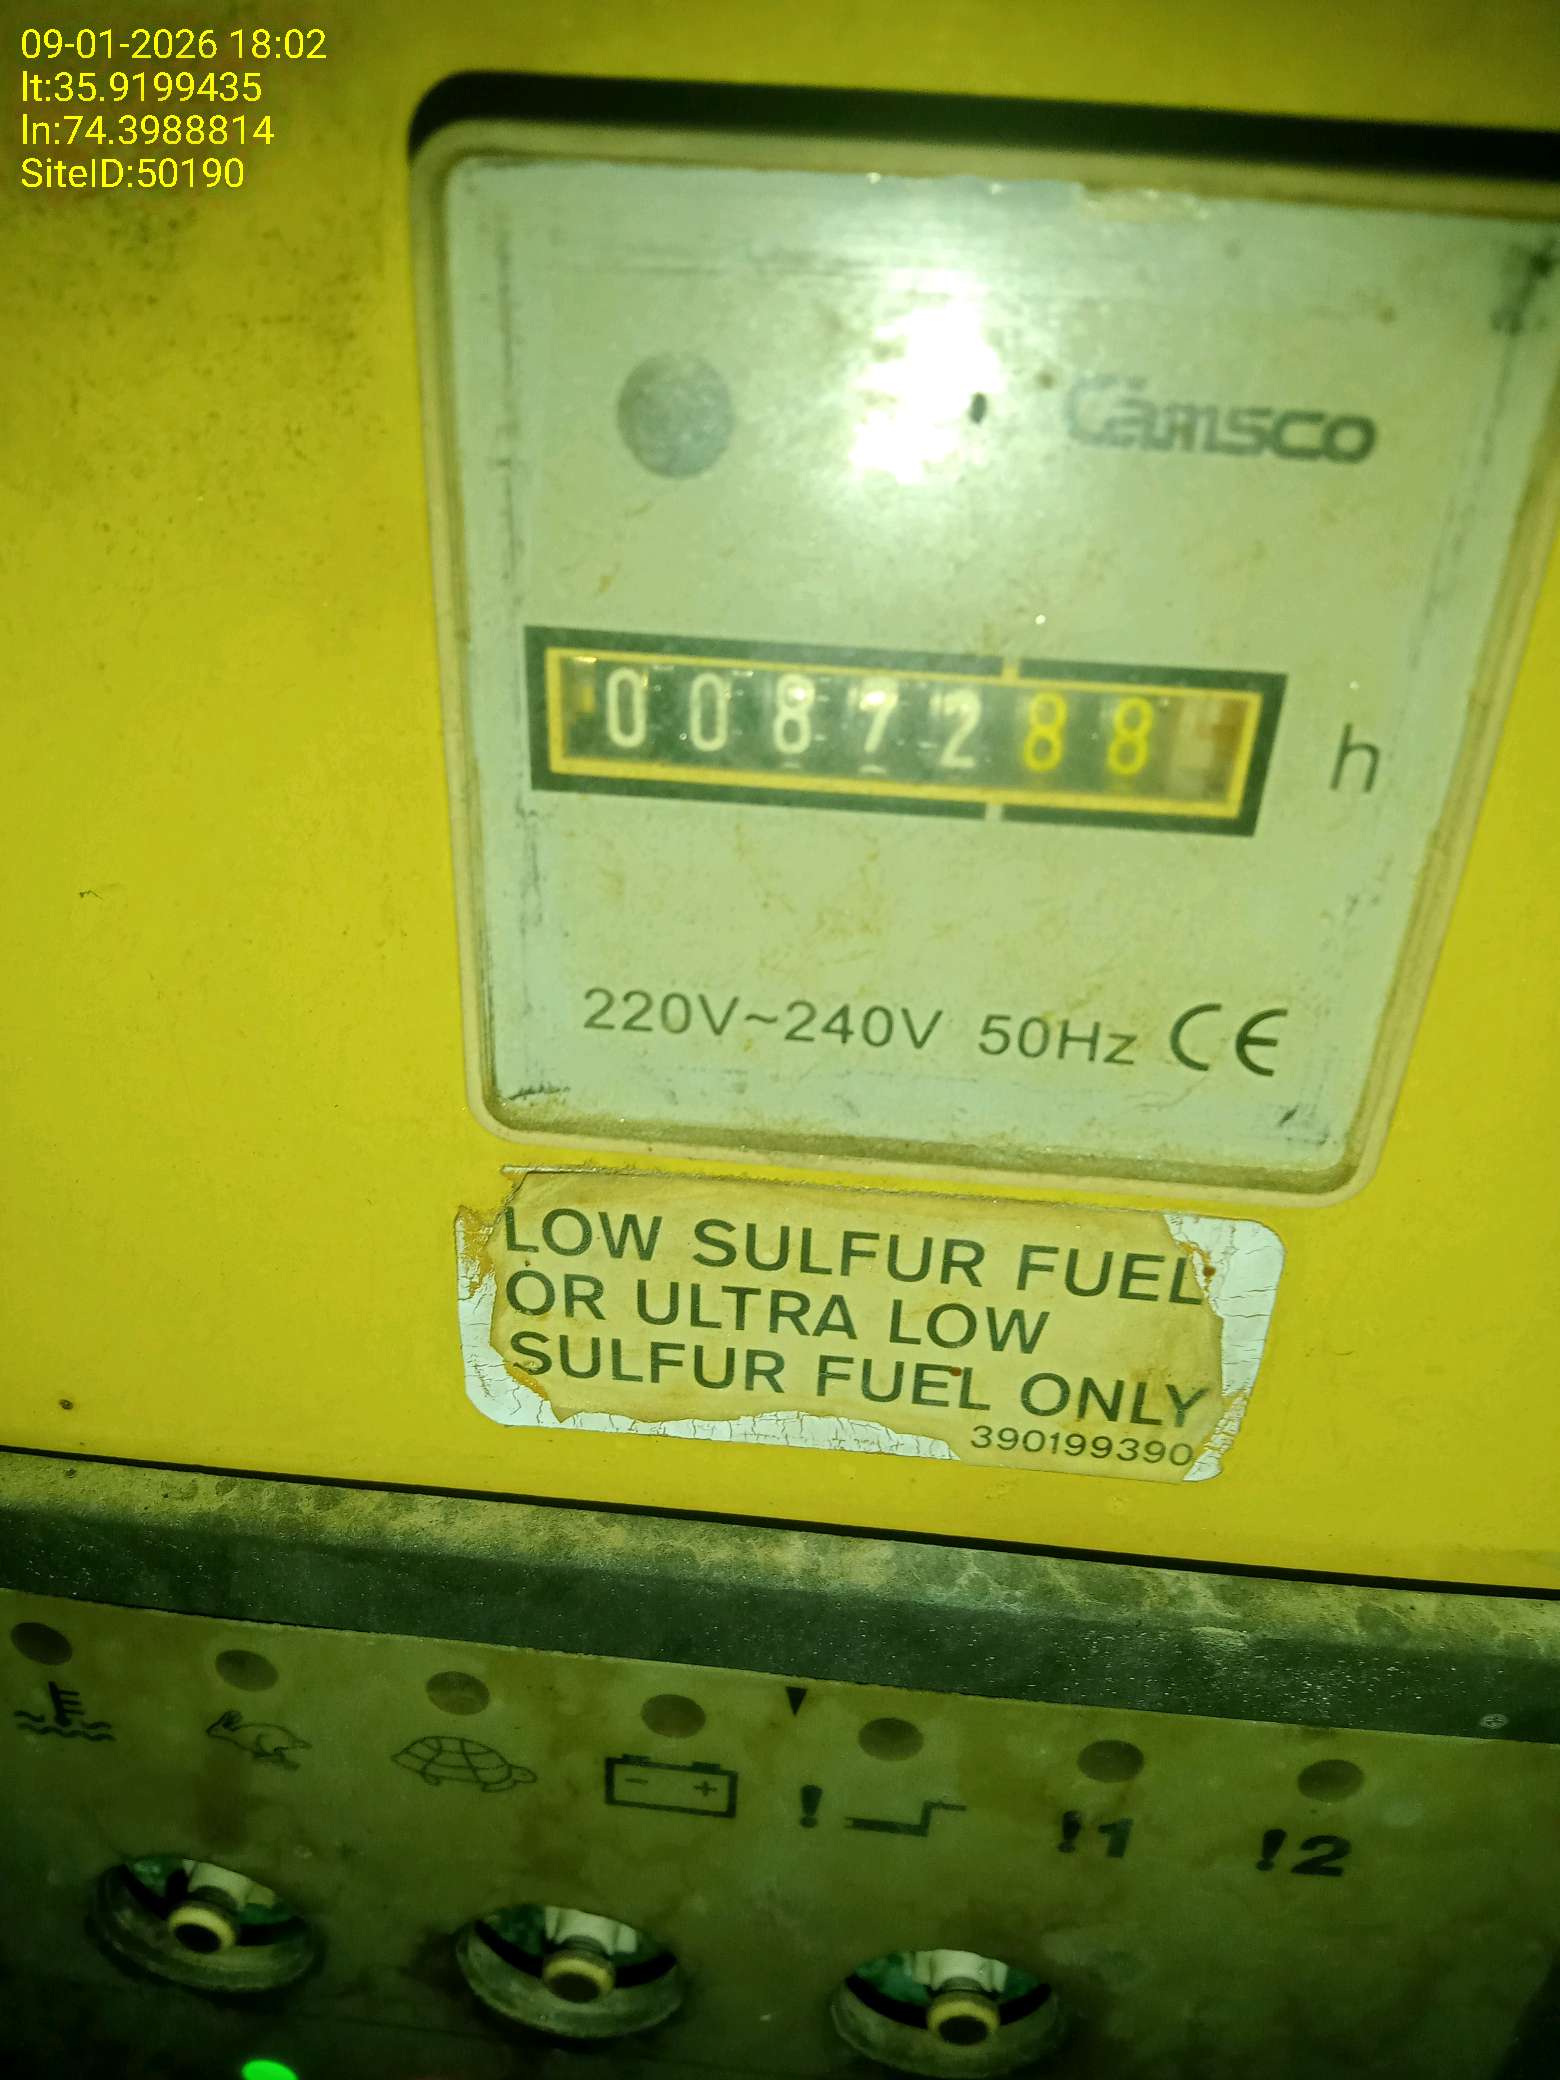 09-01-2026 18:02
lt:35.9199435
ln:74.3988814
SiteID:50190
Camsco
0087288 h
220V~240V 50Hz CE
LOW SULFUR FUEL
OR ULTRA LOW
SULFUR FUEL ONLY
390199390
- +
! !1 !2